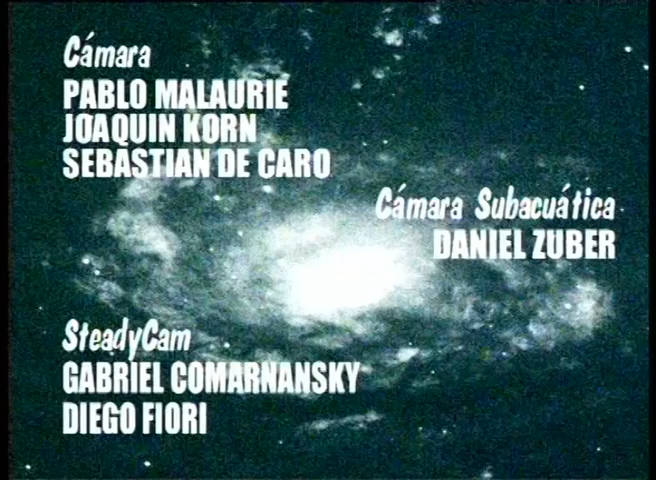 Cámara
PABLO MALAURIE
JOAQUIN KORN
SEBASTIAN DE CARO
Cámara Subacuática
DANIEL ZUBER
SteadyCam
GABRIEL COMARNANSKY
DIEGO FIORI